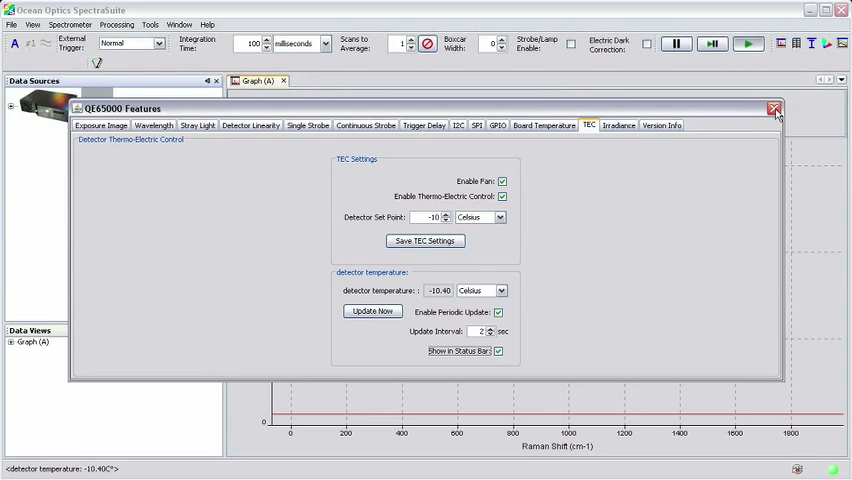 Ocean Optics SpectraSuite
File View Spectrometer Processing Tools Window Help
External Trigger: Normal Integration Time: 100 milliseconds Scans to Average: 1 Boxcar Width: 0 Strobe/Lamp Enable: Electric Dark Correction:
Data Sources
Graph (A)
QE65000 Features
Exposure Image Wavelength Stray Light Detector Linearity Single Strobe Continuous Strobe Trigger Delay I2C SPI GPIO Board Temperature TEC Irradiance Version Info
Detector Thermo-Electric Control
TEC Settings
Enable Fan:
Enable Thermo-Electric Control:
Detector Set Point: -10 Celsius
Save TEC Settings
detector temperature:
detector temperature: : -10.40 Celsius
Update Now Enable Periodic Update:
Update Interval: 2 sec
Show in Status Bar:
Data Views
Graph (A)
0
0 200 400 600 800 1000 1200 1400 1600 1800
Raman Shift (cm-1)
<detector temperature: -10.40C°>